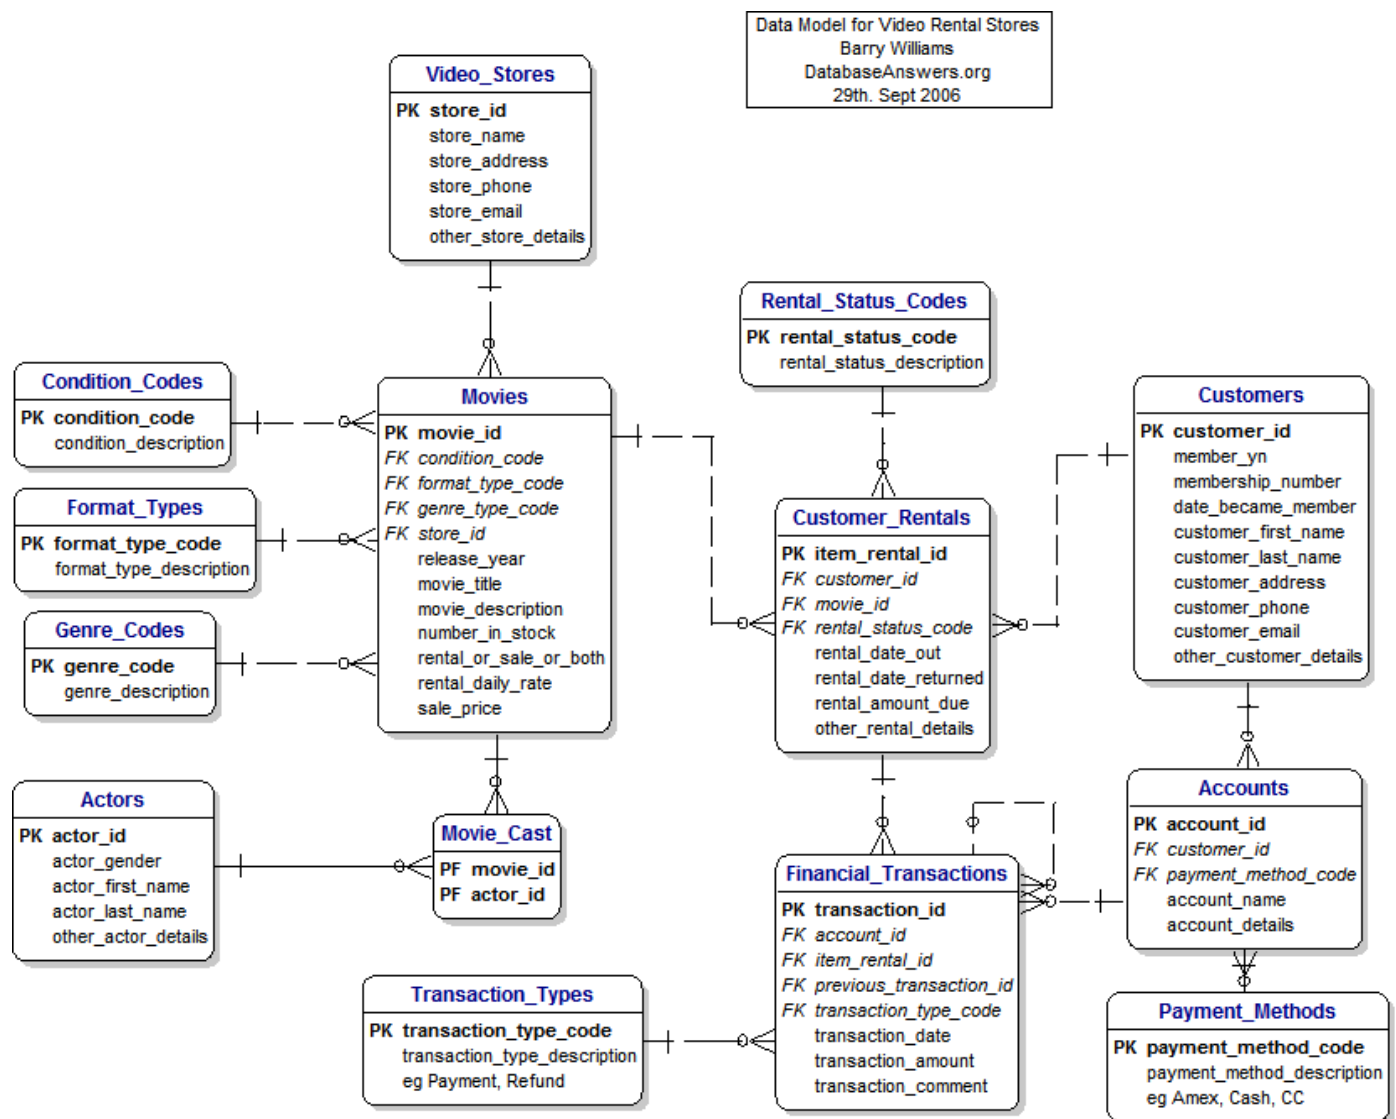 Data Model for Video Rental Stores
Barry Williams
DatabaseAnswers.org
29th. Sept 2006
Video_Stores
PK store_id
store_name
store_address
store_phone
store_email
other_store_details
Rental_Status_Codes
PK rental_status_code
rental_status_description
Condition_Codes
PK condition_code
condition_description
Movies
PK movie_id
FK condition_code
FK format_type_code
FK genre_type_code
FK store_id
release_year
movie_title
movie_description
number_in_stock
rental_or_sale_or_both
rental_daily_rate
sale_price
Customers
PK customer_id
member_yn
membership_number
date_became_member
customer_first_name
customer_last_name
customer_address
customer_phone
customer_email
other_customer_details
Format_Types
PK format_type_code
format_type_description
Customer_Rentals
PK item_rental_id
FK customer_id
FK movie_id
FK rental_status_code
rental_date_out
rental_date_returned
rental_amount_due
other_rental_details
Genre_Codes
PK genre_code
genre_description
Actors
PK actor_id
actor_gender
actor_first_name
actor_last_name
other_actor_details
Movie_Cast
PF movie_id
PF actor_id
Accounts
PK account_id
FK customer_id
FK payment_method_code
account_name
account_details
Financial_Transactions
PK transaction_id
FK account_id
FK item_rental_id
FK previous_transaction_id
FK transaction_type_code
transaction_date
transaction_amount
transaction_comment
Transaction_Types
PK transaction_type_code
transaction_type_description
eg Payment, Refund
Payment_Methods
PK payment_method_code
payment_method_description
eg Amex, Cash, CC